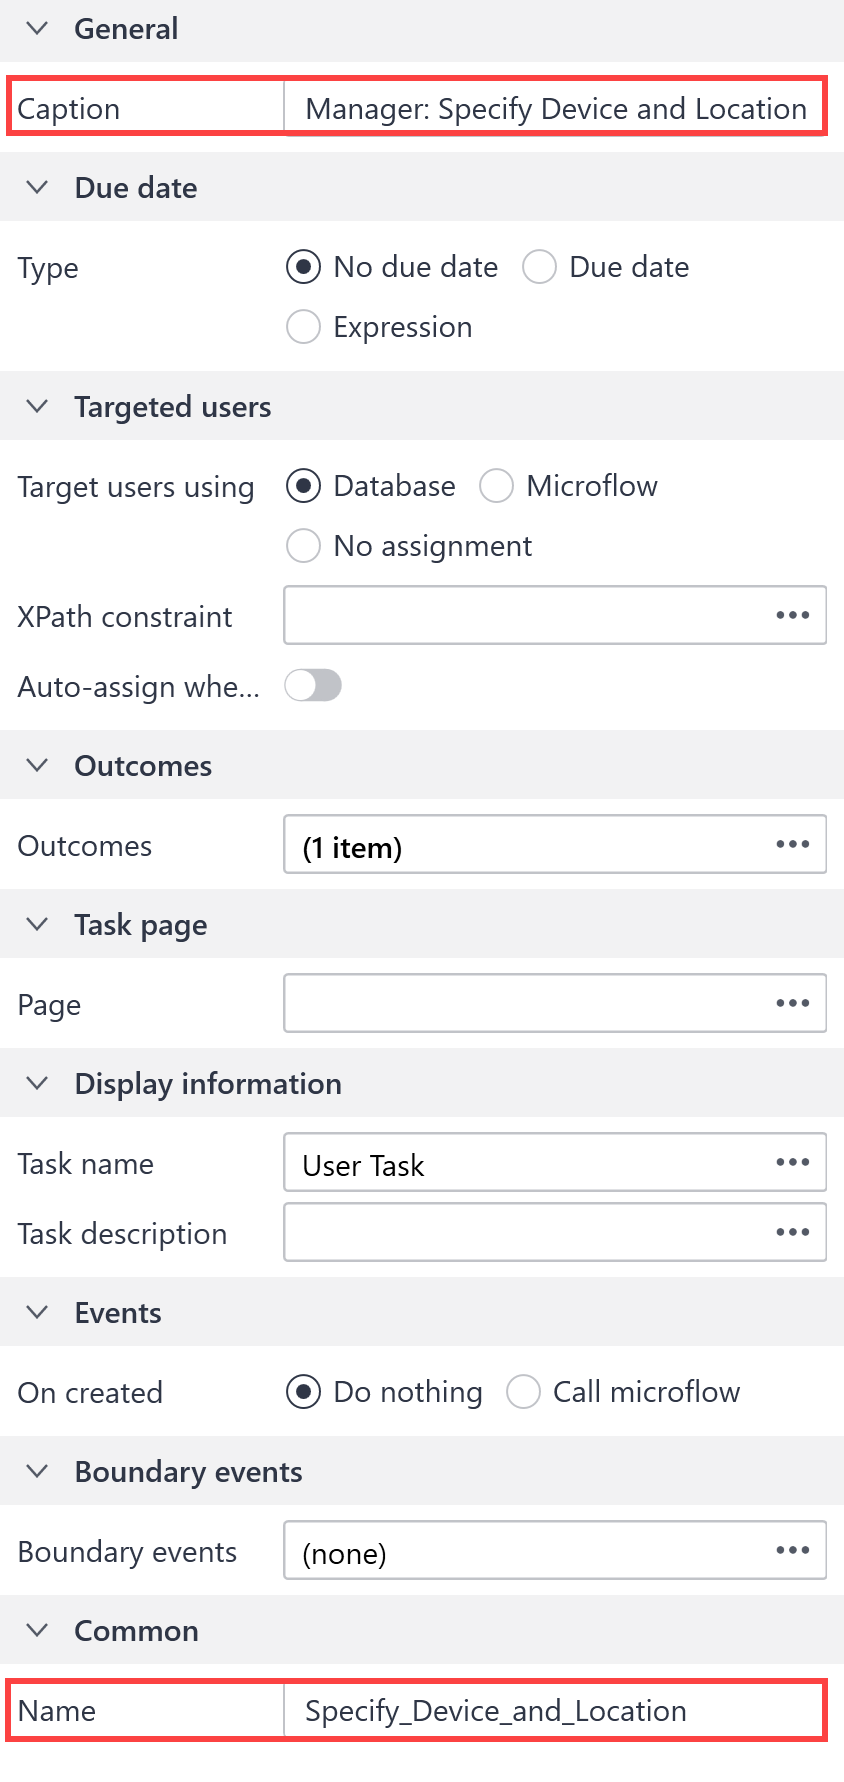 General
Caption Manager: Specify Device and Location
Due date
Type No due date Due date
Expression
Targeted users
Target users using Database Microflow
No assignment
XPath constraint
Auto-assign whe...
Outcomes
Outcomes (1 item)
Task page
Page
Display information
Task name User Task
Task description
Events
On created Do nothing Call microflow
Boundary events
Boundary events (none)
Common
Name Specify_Device_and_Location